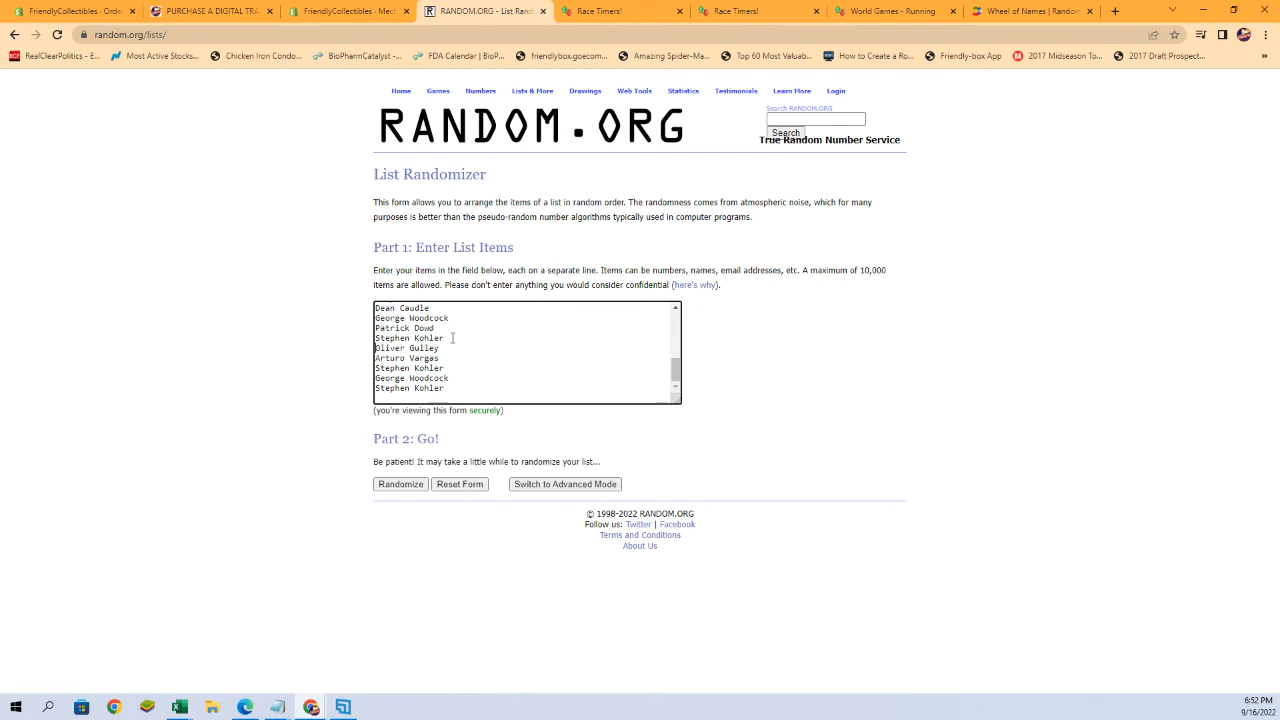 FriendlyCollectibles - Orders
PURCHASE A DIGITAL TRA
FriendlyCollectibles - Merc
RANDOM.ORG - List Rando
Race Timers!
Race Timers!
World Games - Running
Wheel of Names | Random
random.org/lists/
RealClearPolitics - E...
Most Active Stocks...
Chicken Iron Condo...
BioPharmCatalyst -...
FDA Calendar | BioP...
friendlybox.goecom...
Amazing Spider-Ma...
Top 60 Most Valuab...
How to Create a Ro...
Friendly-box App
2017 Midseason To...
2017 Draft Prospect...
Home Games Numbers Lists & More Drawings Web Tools Statistics Testimonials Learn More Login
RANDOM.ORG
Search RANDOM.ORG
Search
True Random Number Service
List Randomizer
This form allows you to arrange the items of a list in random order. The randomness comes from atmospheric noise, which for many
purposes is better than the pseudo-random number algorithms typically used in computer programs.
Part 1: Enter List Items
Enter your items in the field below, each on a separate line. Items can be numbers, names, email addresses, etc. A maximum of 10,000
items are allowed. Please don't enter anything you would consider confidential (here's why).
Dean Caudle
George Woodcock
Patrick Dowd
Stephen Kohler
Oliver Gulley
Arturo Vargas
Stephen Kohler
George Woodcock
Stephen Kohler
(you're viewing this form securely)
Part 2: Go!
Be patient! It may take a little while to randomize your list...
Randomize Reset Form Switch to Advanced Mode
© 1998-2022 RANDOM.ORG
Follow us: Twitter | Facebook
Terms and Conditions
About Us
6:52 PM
9/16/2022